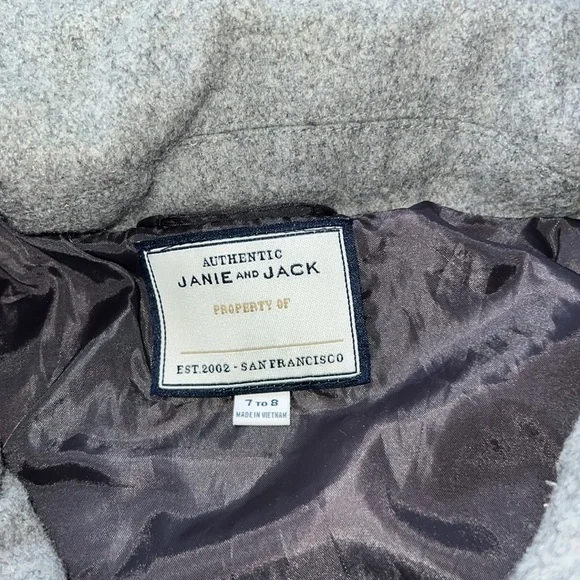 AUTHENTIC
JANIE AND JACK
PROPERTY OF
EST.2002 - SAN FRANCISCO
7 TO 8
MADE IN VIETNAM